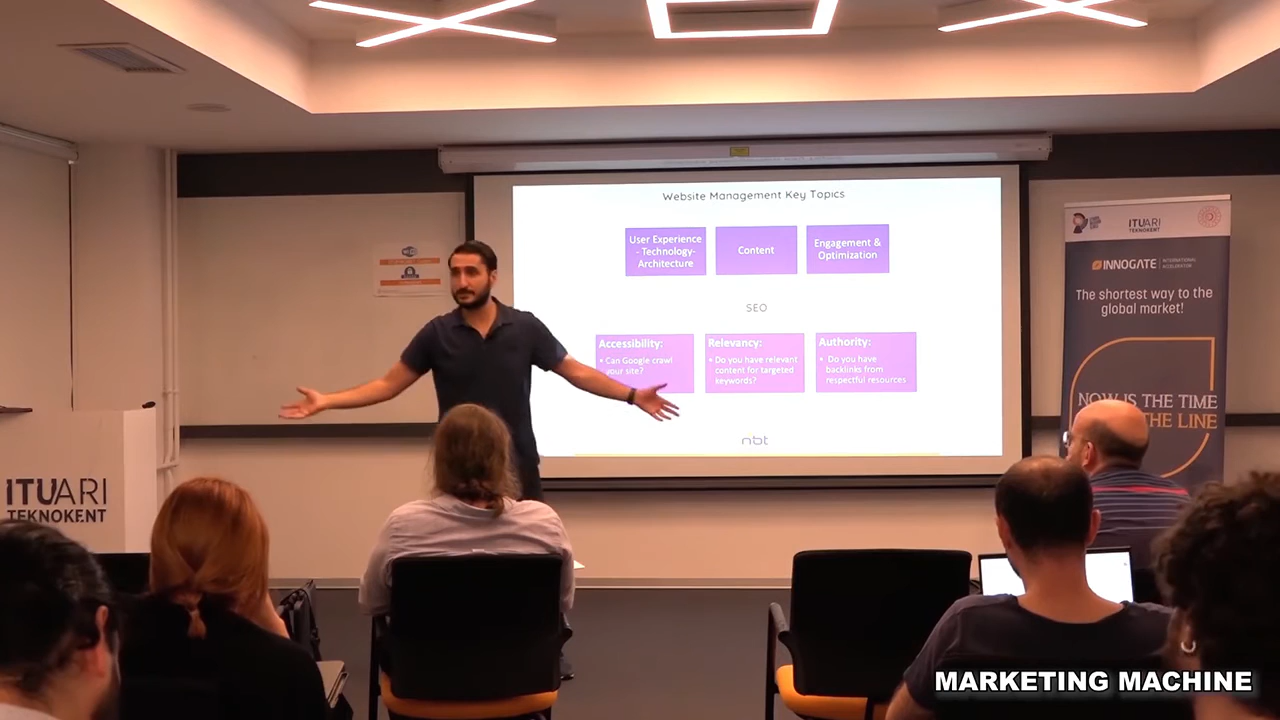 Website Management Key Topics
User Experience
- Technology-
Architecture
Content
Engagement &
Optimization
SEO
Accessibility:
• Can Google crawl
your site?
Relevancy:
• Do you have relevant
content for targeted
keywords?
Authority:
• Do you have
backlinks from
respectful resources
nbt
ITUARI
TEKNOKENT
INNOGATE
INTERNATIONAL
ACCELERATOR
The shortest way to the
global market!
NOW IS THE TIME
THE LINE
ITUARI
TEKNOKENT
MARKETING MACHINE